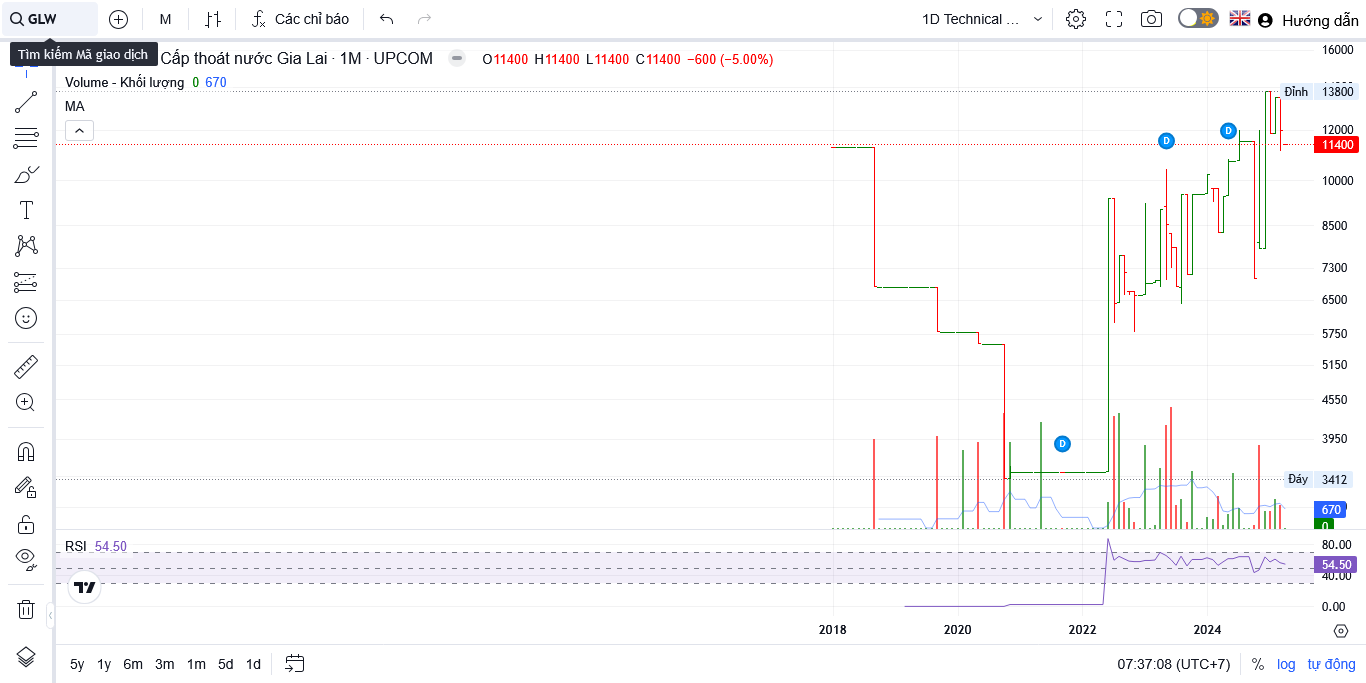 GLW
M
Các chỉ báo
1D Technical ...
Hướng dẫn
Tìm kiếm Mã giao dịch
Cấp thoát nước Gia Lai · 1M · UPCOM
O11400 H11400 L11400 C11400 −600 (−5.00%)
Volume - Khối lượng 0 670
MA
16000
Đỉnh 13800
12000
11400
10000
8500
7300
6500
5750
5150
4550
3950
Đáy 3412
670
0
D
D
D
RSI 54.50
80.00
54.50
40.00
0.00
2018
2020
2022
2024
5y 1y 6m 3m 1m 5d 1d
07:37:08 (UTC+7)
%
log
tự động